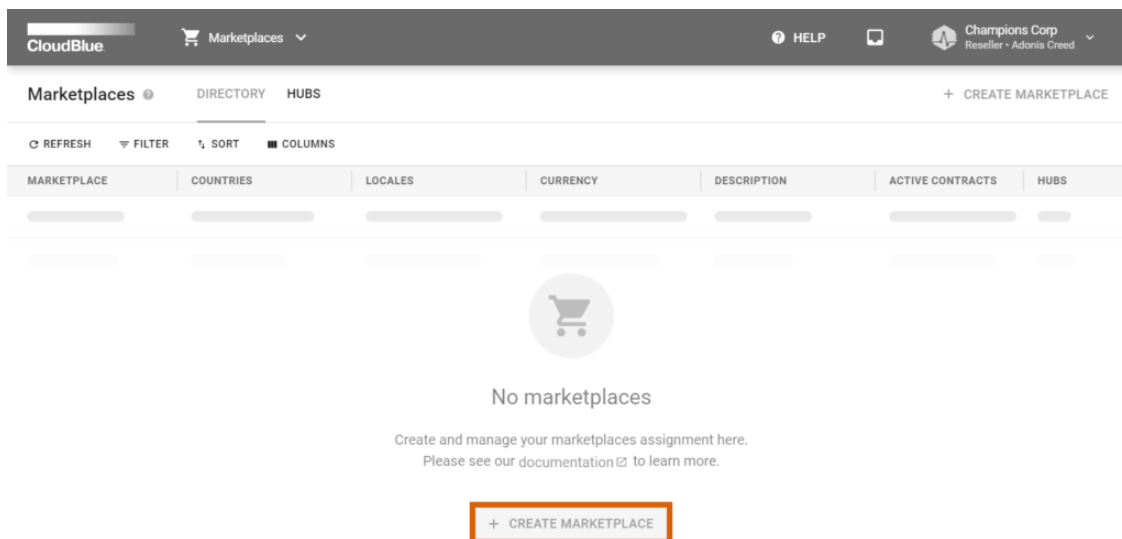 CloudBlue
Marketplaces
HELP
Champions Corp
Reseller • Adonis Creed
Marketplaces
DIRECTORY
HUBS
+ CREATE MARKETPLACE
REFRESH
FILTER
SORT
COLUMNS
MARKETPLACE
COUNTRIES
LOCALES
CURRENCY
DESCRIPTION
ACTIVE CONTRACTS
HUBS
No marketplaces
Create and manage your marketplaces assignment here.
Please see our documentation to learn more.
+ CREATE MARKETPLACE